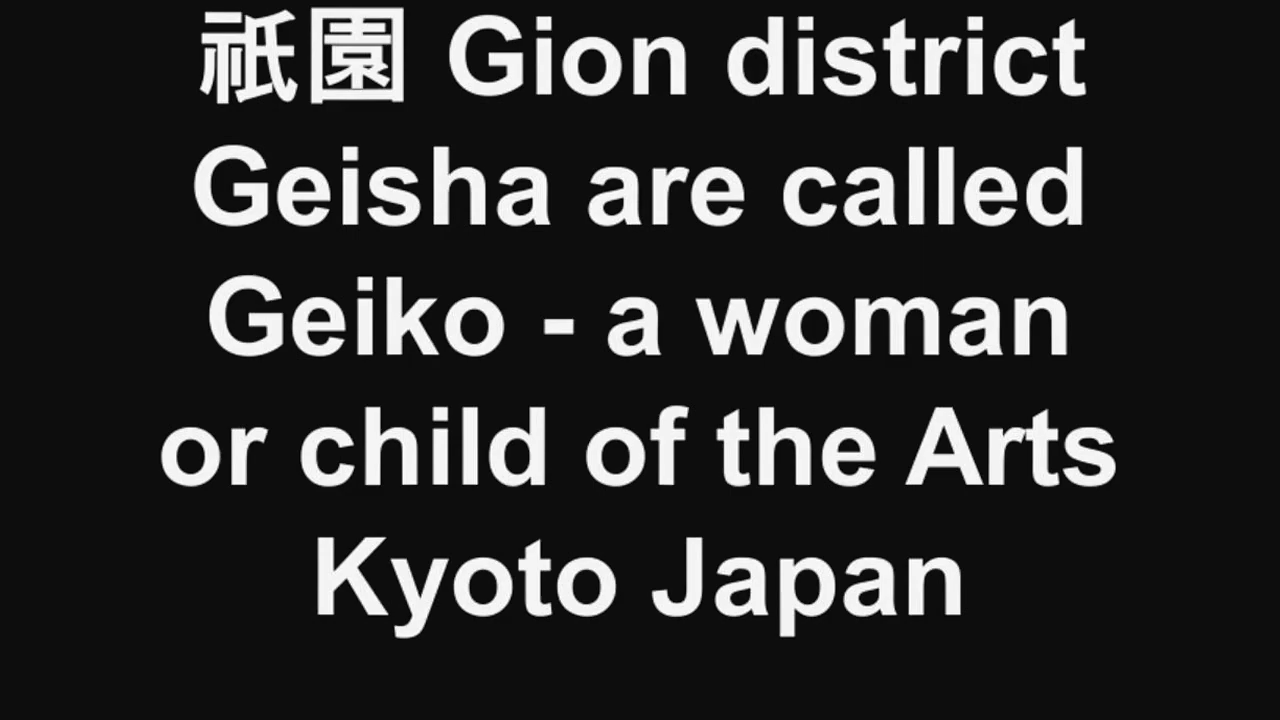 祇園 Gion district
Geisha are called
Geiko - a woman
or child of the Arts
Kyoto Japan